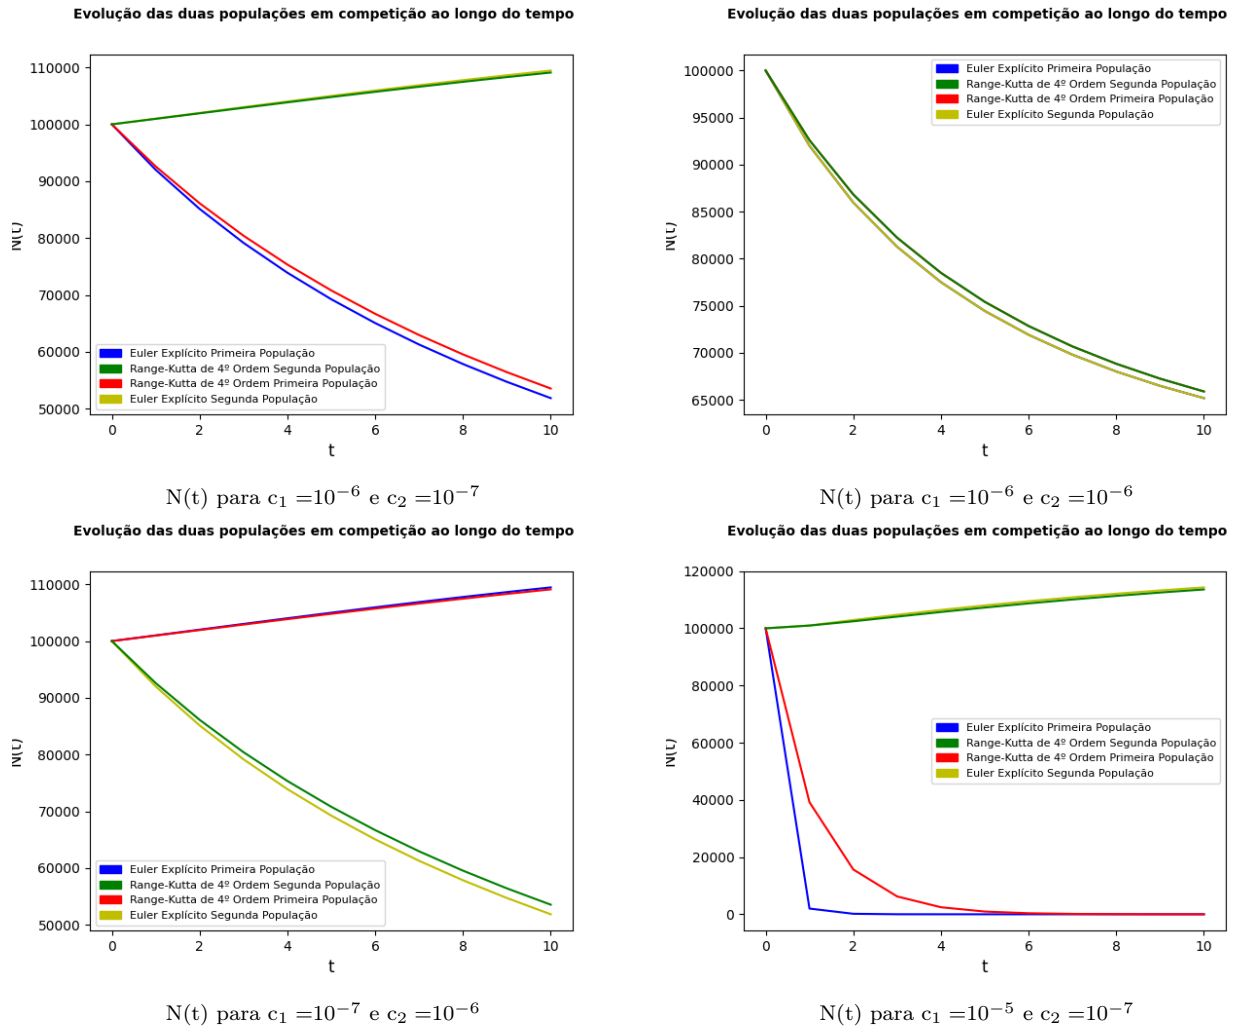 Evolução das duas populações em competição ao longo do tempo
110000
100000
90000
80000
70000
60000
50000
N(t)
Euler Explícito Primeira População
Range-Kutta de 4º Ordem Segunda População
Range-Kutta de 4º Ordem Primeira População
Euler Explícito Segunda População
0 2 4 6 8 10
t
N(t) para c₁ =10⁻⁶ e c₂ =10⁻⁷
Evolução das duas populações em competição ao longo do tempo
100000
95000
90000
85000
80000
75000
70000
65000
N(t)
Euler Explícito Primeira População
Range-Kutta de 4º Ordem Segunda População
Range-Kutta de 4º Ordem Primeira População
Euler Explícito Segunda População
0 2 4 6 8 10
t
N(t) para c₁ =10⁻⁶ e c₂ =10⁻⁶
Evolução das duas populações em competição ao longo do tempo
110000
100000
90000
80000
70000
60000
50000
N(t)
Euler Explícito Primeira População
Range-Kutta de 4º Ordem Segunda População
Range-Kutta de 4º Ordem Primeira População
Euler Explícito Segunda População
0 2 4 6 8 10
t
N(t) para c₁ =10⁻⁷ e c₂ =10⁻⁶
Evolução das duas populações em competição ao longo do tempo
120000
100000
80000
60000
40000
20000
0
N(t)
Euler Explícito Primeira População
Range-Kutta de 4º Ordem Segunda População
Range-Kutta de 4º Ordem Primeira População
Euler Explícito Segunda População
0 2 4 6 8 10
t
N(t) para c₁ =10⁻⁵ e c₂ =10⁻⁷